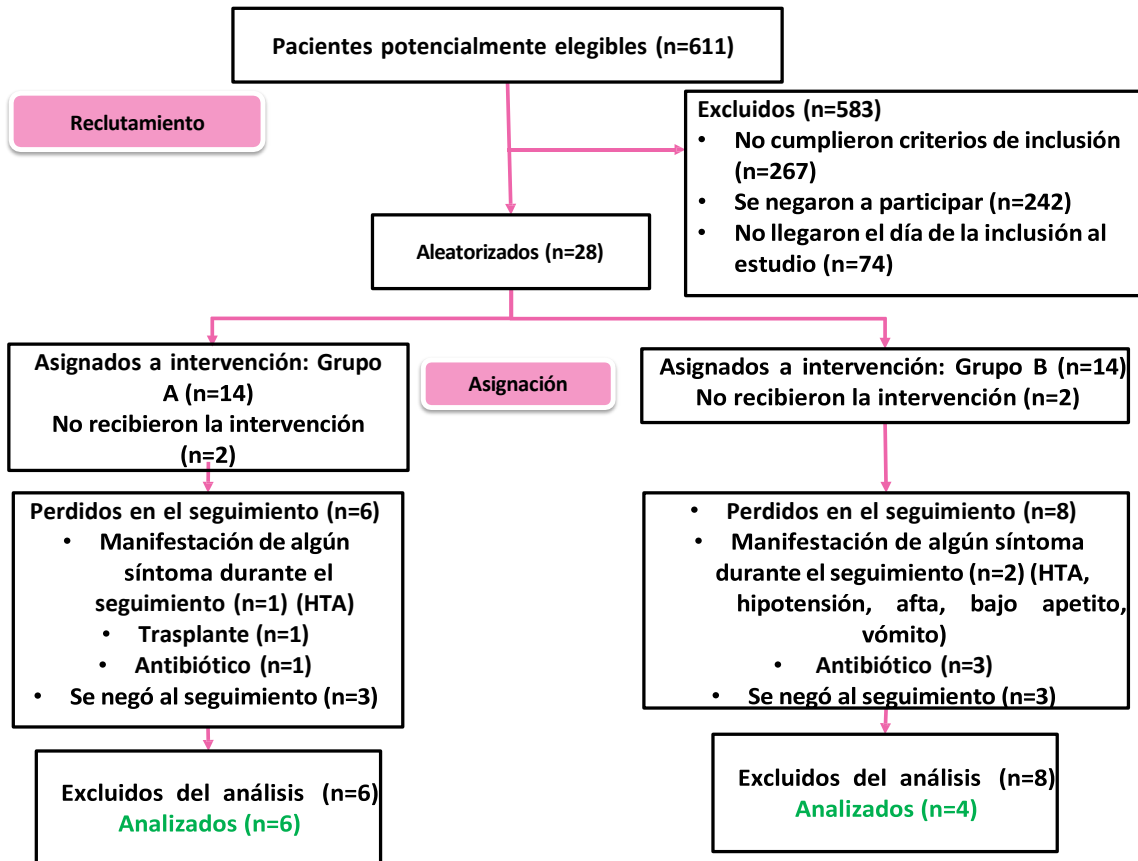 Pacientes potencialmente elegibles (n=611)
Reclutamiento
Excluidos (n=583)
• No cumplieron criterios de inclusión
(n=267)
• Se negaron a participar (n=242)
• No llegaron el día de la inclusión al
estudio (n=74)
Aleatorizados (n=28)
Asignados a intervención: Grupo
A (n=14)
No recibieron la intervención
(n=2)
Asignación
Asignados a intervención: Grupo B (n=14)
No recibieron la intervención (n=2)
Perdidos en el seguimiento (n=6)
• Manifestación de algún
síntoma durante el
seguimiento (n=1) (HTA)
• Trasplante (n=1)
• Antibiótico (n=1)
• Se negó al seguimiento (n=3)
• Perdidos en el seguimiento (n=8)
• Manifestación de algún síntoma
durante el seguimiento (n=2) (HTA,
hipotensión, afta, bajo apetito,
vómito)
• Antibiótico (n=3)
• Se negó al seguimiento (n=3)
Excluidos del análisis (n=6)
Analizados (n=6)
Excluidos del análisis (n=8)
Analizados (n=4)